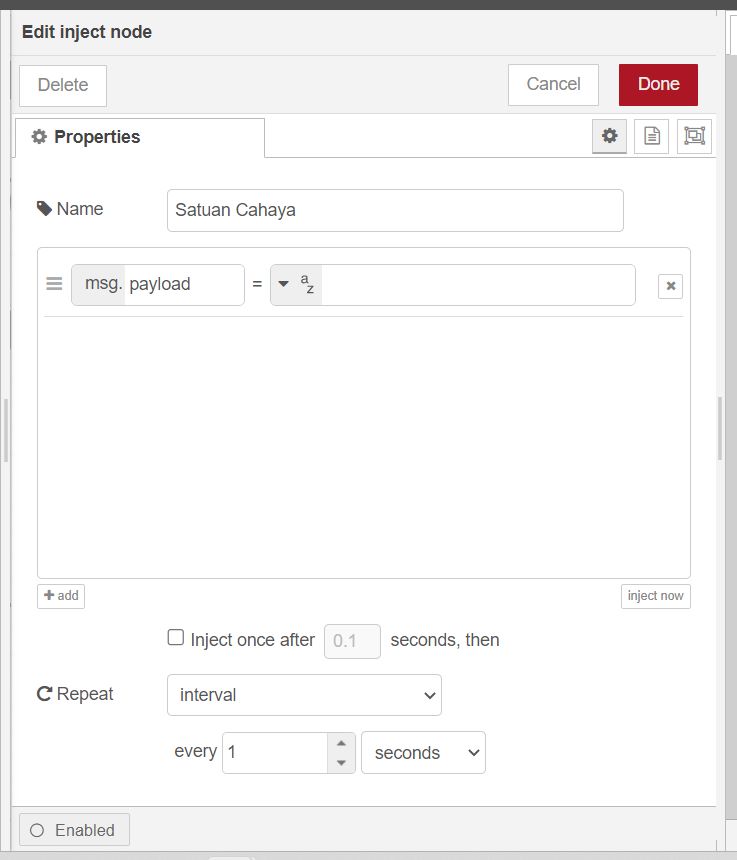 Edit inject node
Delete Cancel Done
Properties
Name Satuan Cahaya
msg. payload = az
add inject now
Inject once after 0.1 seconds, then
Repeat interval
every 1 seconds
Enabled